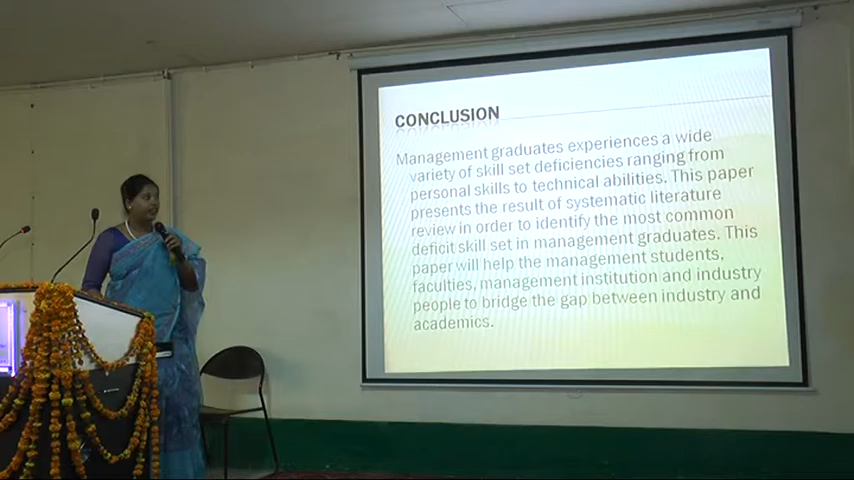 CONCLUSION
Management graduates experiences a wide
variety of skill set deficiencies ranging from
personal skills to technical abilities. This paper
presents the result of systematic literature
review in order to identify the most common
deficit skill set in management graduates. This
paper will help the management students,
faculties, management institution and industry
people to bridge the gap between industry and
academics.